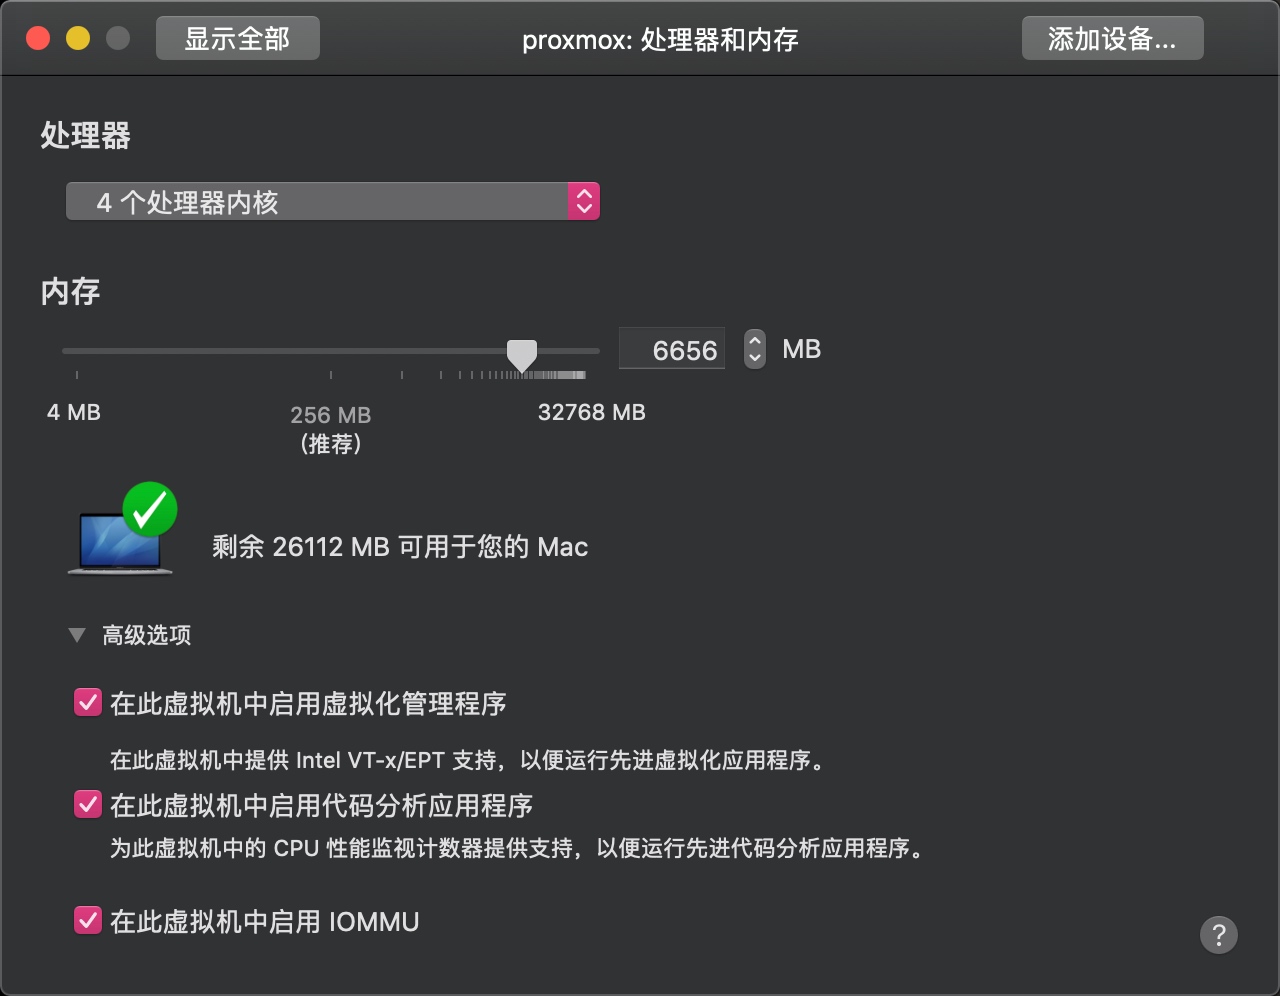 显示全部
proxmox: 处理器和内存
添加设备...
处理器
4 个处理器内核
内存
6656
MB
4 MB
256 MB
(推荐)
32768 MB
剩余 26112 MB 可用于您的 Mac
高级选项
在此虚拟机中启用虚拟化管理程序
在此虚拟机中提供 Intel VT-x/EPT 支持，以便运行先进虚拟化应用程序。
在此虚拟机中启用代码分析应用程序
为此虚拟机中的 CPU 性能监视计数器提供支持，以便运行先进代码分析应用程序。
在此虚拟机中启用 IOMMU
?